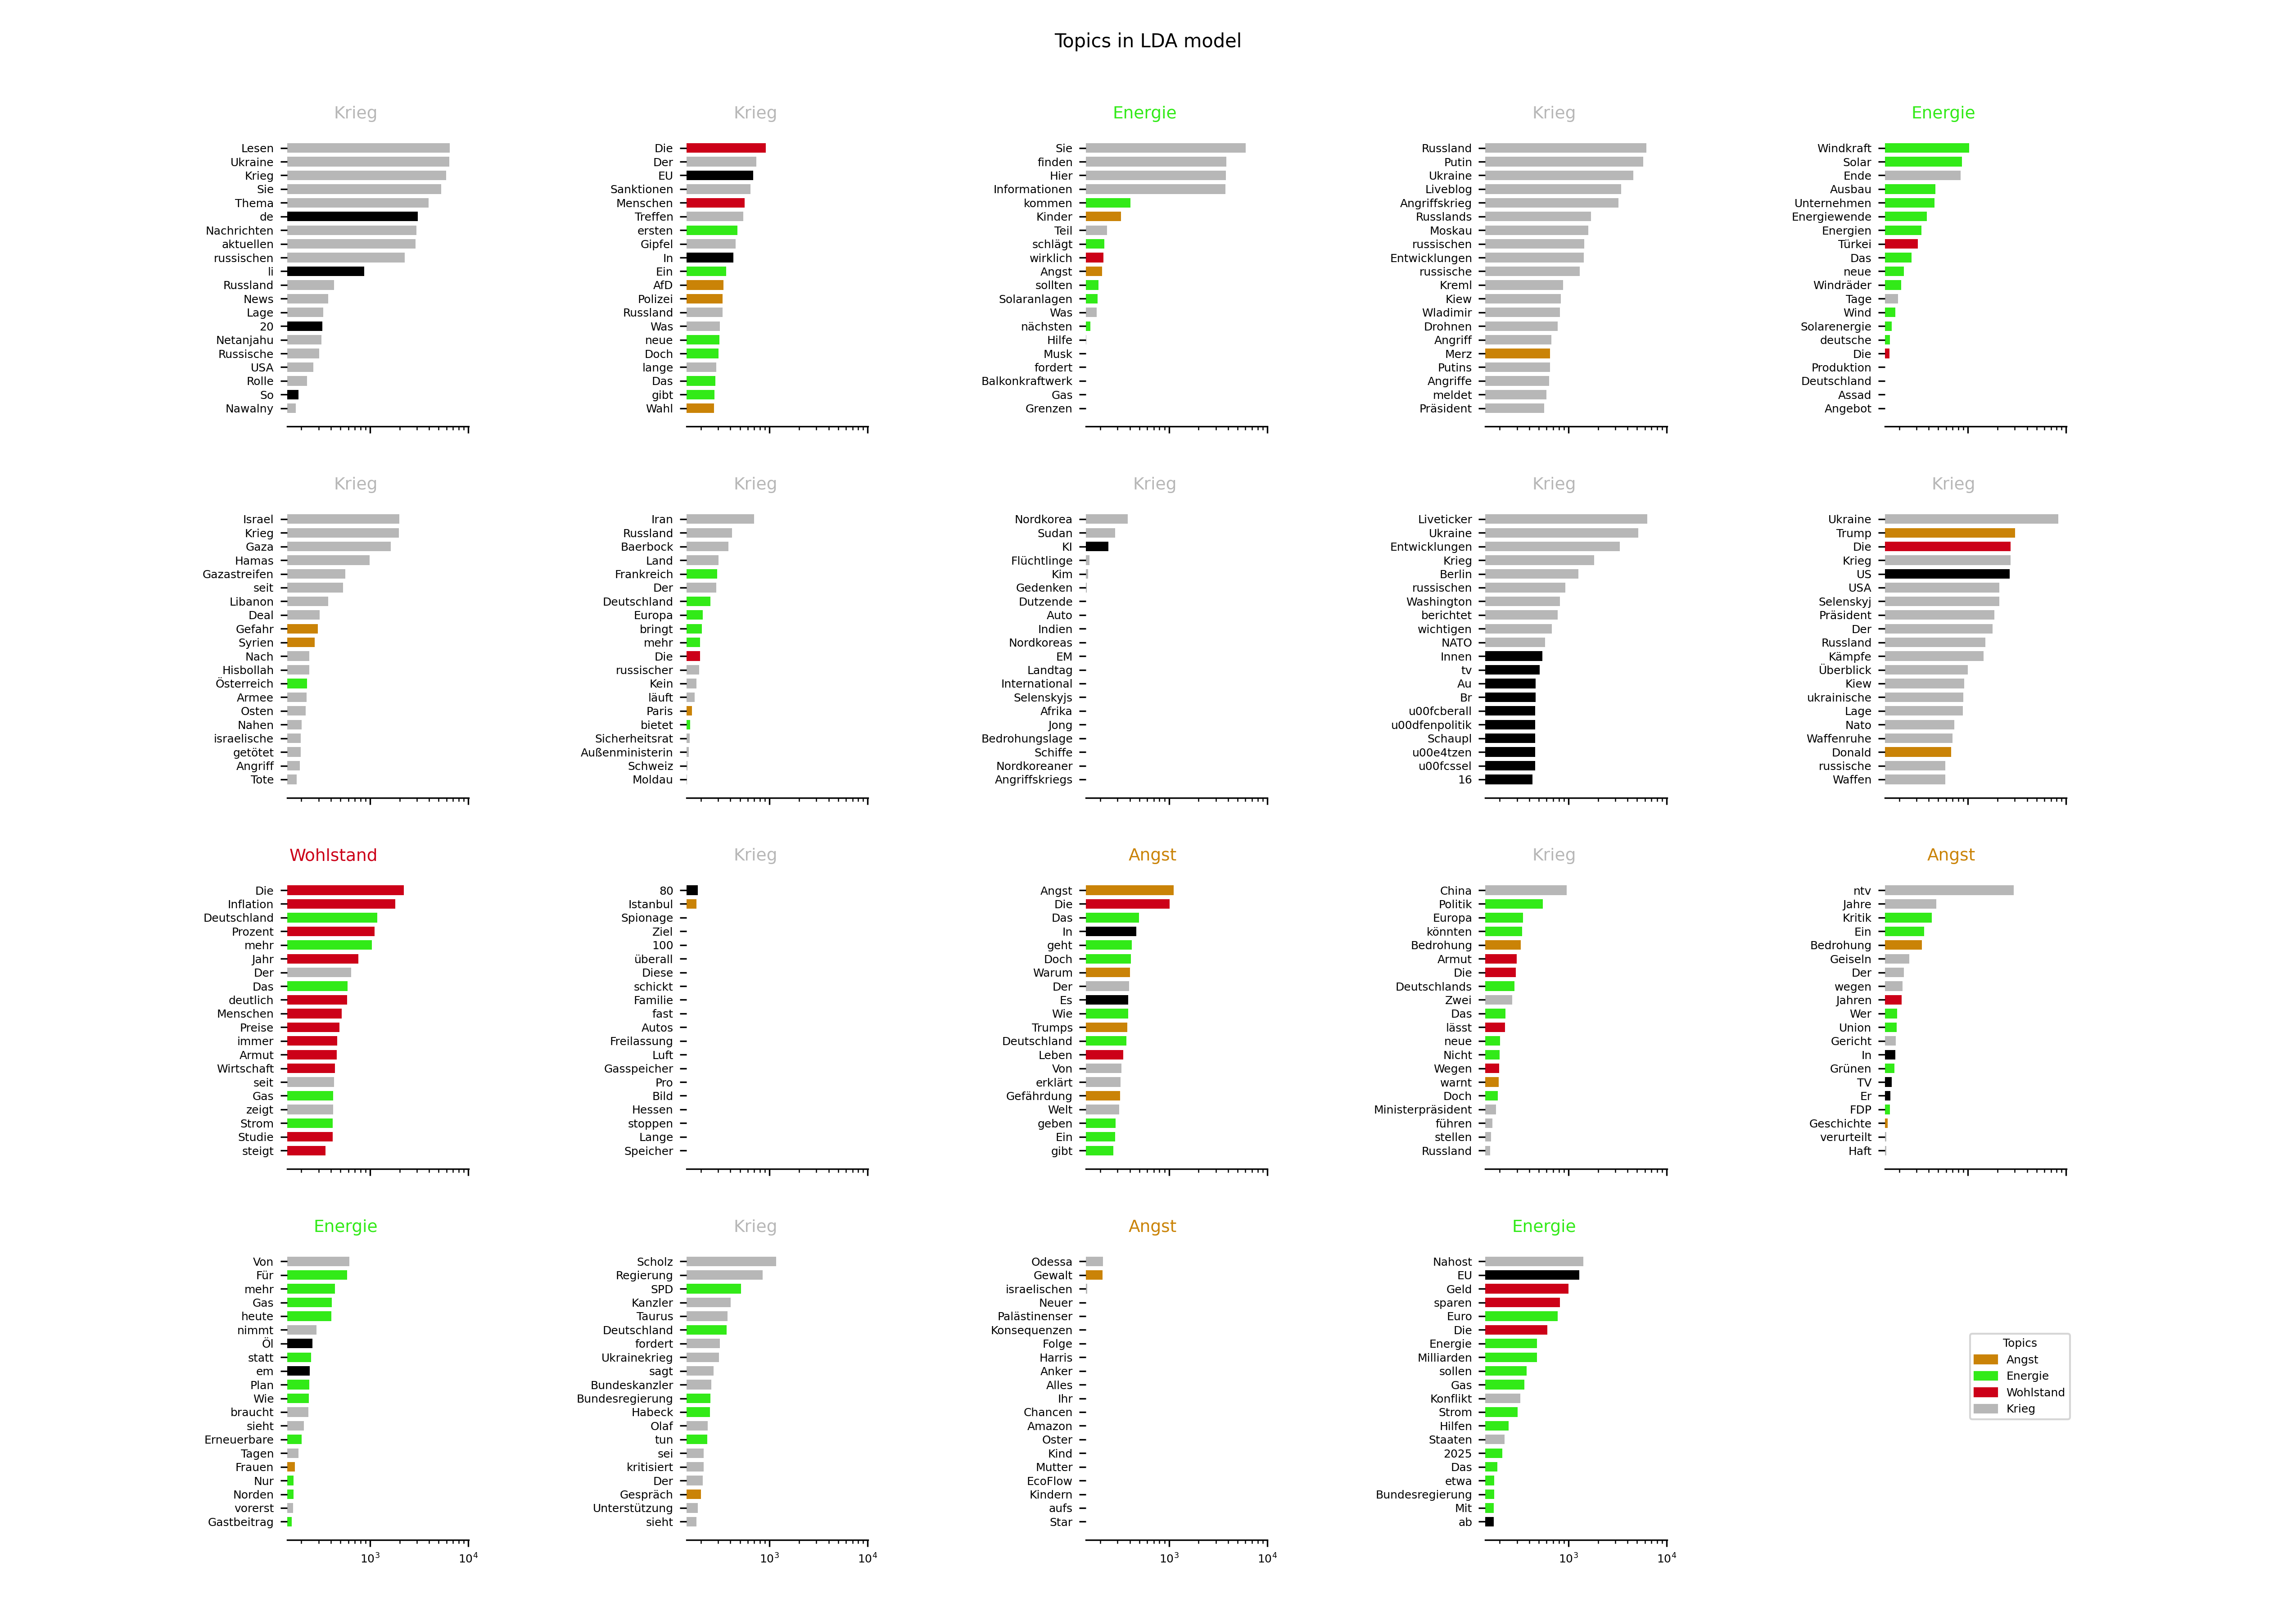 Topics in LDA model
Krieg
Lesen
Ukraine
Krieg
Sie
Thema
de
Nachrichten
aktuellen
russischen
li
Russland
News
Lage
20
Netanjahu
Russische
USA
Rolle
So
Nawalny
Krieg
Die
Der
EU
Sanktionen
Menschen
Treffen
ersten
Gipfel
In
Ein
AfD
Polizei
Russland
Was
neue
Doch
lange
Das
gibt
Wahl
Energie
Sie
finden
Hier
Informationen
kommen
Kinder
Teil
schlägt
wirklich
Angst
sollten
Solaranlagen
Was
nächsten
Hilfe
Musk
fordert
Balkonkraftwerk
Gas
Grenzen
Krieg
Russland
Putin
Ukraine
Liveblog
Angriffskrieg
Russlands
Moskau
russischen
Entwicklungen
russische
Kreml
Kiew
Wladimir
Drohnen
Angriff
Merz
Putins
Angriffe
meldet
Präsident
Energie
Windkraft
Solar
Ende
Ausbau
Unternehmen
Energiewende
Energien
Türkei
Das
neue
Windräder
Tage
Wind
Solarenergie
deutsche
Die
Produktion
Deutschland
Assad
Angebot
Krieg
Israel
Krieg
Gaza
Hamas
Gazastreifen
seit
Libanon
Deal
Gefahr
Syrien
Nach
Hisbollah
Österreich
Armee
Osten
Nahen
israelische
getötet
Angriff
Tote
Krieg
Iran
Russland
Baerbock
Land
Frankreich
Der
Deutschland
Europa
bringt
mehr
Die
russischer
Kein
läuft
Paris
bietet
Sicherheitsrat
Außenministerin
Schweiz
Moldau
Krieg
Nordkorea
Sudan
KI
Flüchtlinge
Kim
Gedenken
Dutzende
Auto
Indien
Nordkoreas
EM
Landtag
International
Selenskyjs
Afrika
Jong
Bedrohungslage
Schiffe
Nordkoreaner
Angriffskriegs
Krieg
Liveticker
Ukraine
Entwicklungen
Krieg
Berlin
russischen
Washington
berichtet
wichtigen
NATO
Innen
tv
Au
Br
u00fcberall
u00dfenpolitik
Schaupl
u00e4tzen
u00fcssel
16
Krieg
Ukraine
Trump
Die
Krieg
US
USA
Selenskyj
Präsident
Der
Russland
Kämpfe
Überblick
Kiew
ukrainische
Lage
Nato
Waffenruhe
Donald
russische
Waffen
Wohlstand
Die
Inflation
Deutschland
Prozent
mehr
Jahr
Der
Das
deutlich
Menschen
Preise
immer
Armut
Wirtschaft
seit
Gas
zeigt
Strom
Studie
steigt
Krieg
80
Istanbul
Spionage
Ziel
100
überall
Diese
schickt
Familie
fast
Autos
Freilassung
Luft
Gasspeicher
Pro
Bild
Hessen
stoppen
Lange
Speicher
Angst
Angst
Die
Das
In
geht
Doch
Warum
Der
Es
Wie
Trumps
Deutschland
Leben
Von
erklärt
Gefährdung
Welt
geben
Ein
gibt
Krieg
China
Politik
Europa
könnten
Bedrohung
Armut
Die
Deutschlands
Zwei
Das
lässt
neue
Nicht
Wegen
warnt
Doch
Ministerpräsident
führen
stellen
Russland
Angst
ntv
Jahre
Kritik
Ein
Bedrohung
Geiseln
Der
wegen
Jahren
Wer
Union
Gericht
In
Grünen
TV
Er
FDP
Geschichte
verurteilt
Haft
Energie
Von
Für
mehr
Gas
heute
nimmt
Öl
statt
em
Plan
Wie
braucht
sieht
Erneuerbare
Tagen
Frauen
Nur
Norden
vorerst
Gastbeitrag
10³ 10⁴
Krieg
Scholz
Regierung
SPD
Kanzler
Taurus
Deutschland
fordert
Ukrainekrieg
sagt
Bundeskanzler
Bundesregierung
Habeck
Olaf
tun
sei
kritisiert
Der
Gespräch
Unterstützung
sieht
10³ 10⁴
Angst
Odessa
Gewalt
israelischen
Neuer
Palästinenser
Konsequenzen
Folge
Harris
Anker
Alles
Ihr
Chancen
Amazon
Oster
Kind
Mutter
EcoFlow
Kindern
aufs
Star
10³ 10⁴
Energie
Nahost
EU
Geld
sparen
Euro
Die
Energie
Milliarden
sollen
Gas
Konflikt
Strom
Hilfen
Staaten
2025
Das
etwa
Bundesregierung
Mit
ab
10³ 10⁴
Topics
Angst
Energie
Wohlstand
Krieg